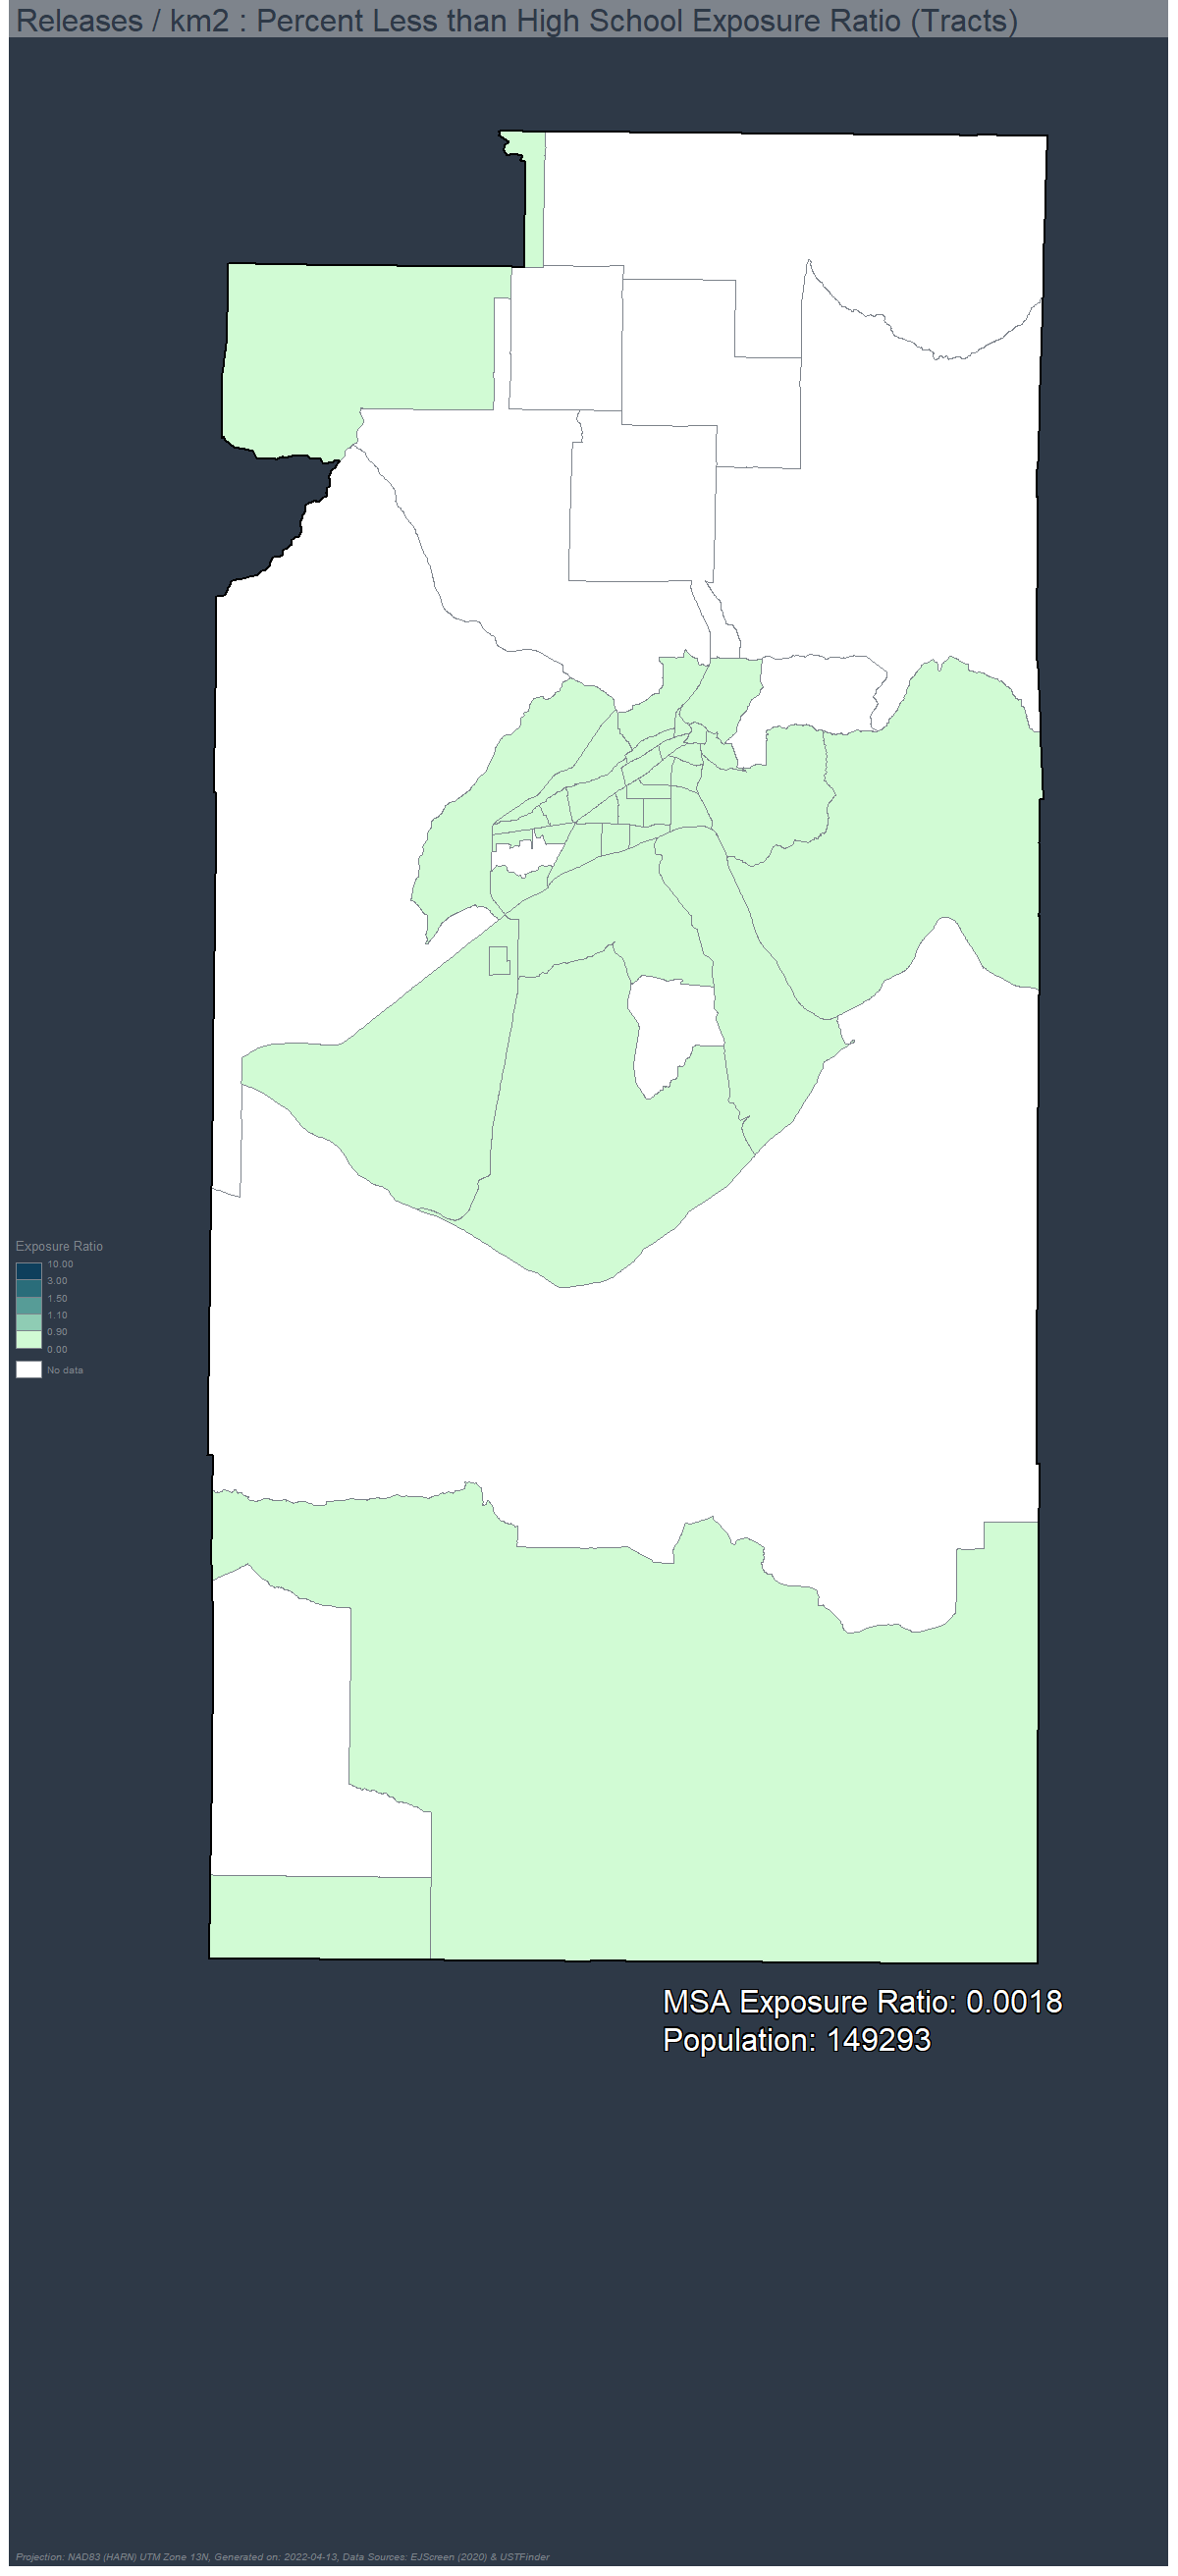 Releases / km2 : Percent Less than High School Exposure Ratio (Tracts)
Exposure Ratio
10.00
3.00
1.50
1.10
0.90
0.00
No data
MSA Exposure Ratio: 0.0018
Population: 149293
Projection: NAD83 (HARN) UTM Zone 13N, Generated on: 2022-04-13, Data Sources: EJScreen (2020) & USTFinder